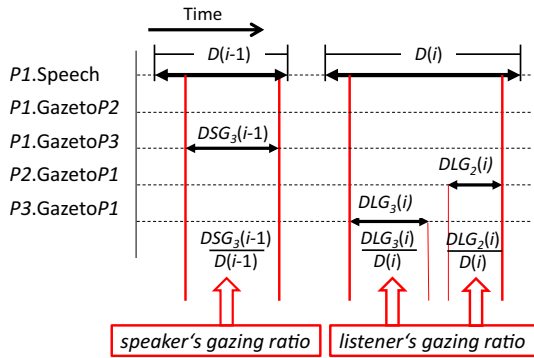 Time
D(i-1)
D(i)
P1.Speech
P1.GazetoP2
P1.GazetoP3
DSG3(i-1)
P2.GazetoP1
DLG2(i)
P3.GazetoP1
DLG3(i)
DSG3(i-1)
D(i-1)
DLG3(i)
D(i)
DLG2(i)
D(i)
speaker‘s gazing ratio
listener‘s gazing ratio